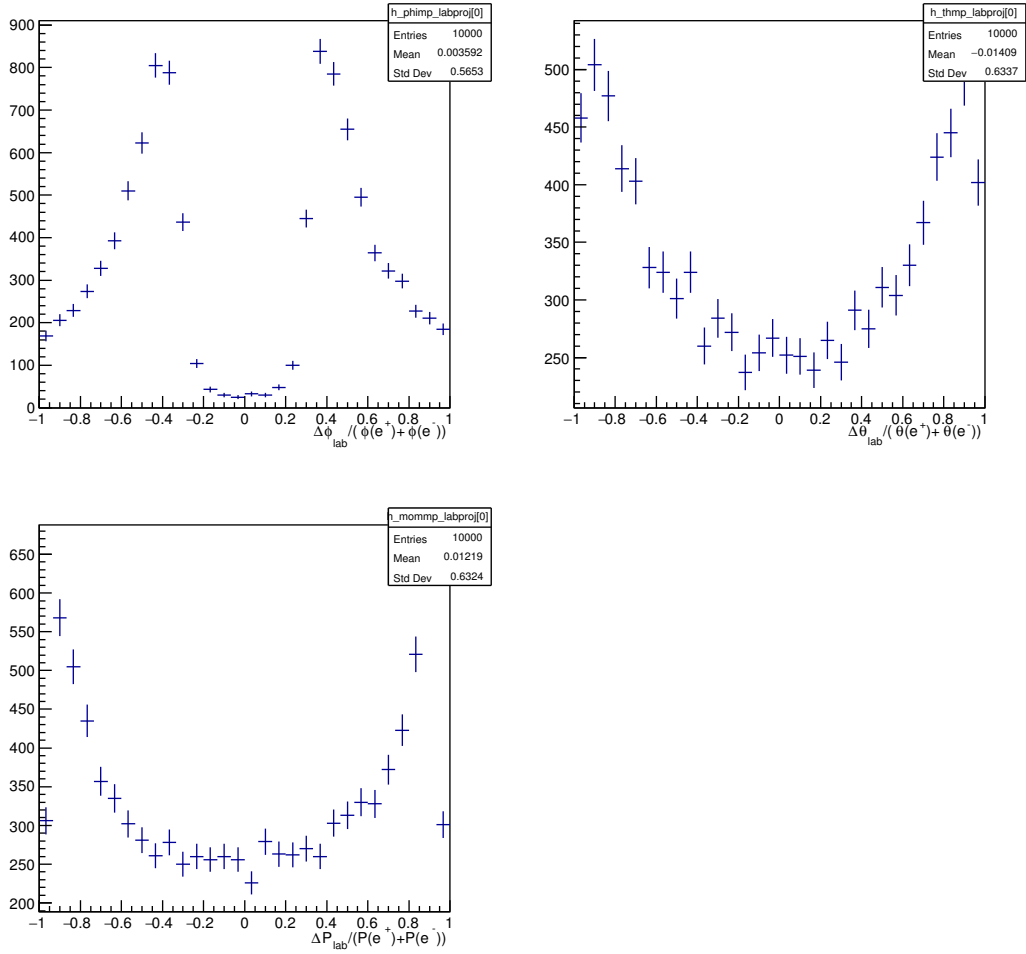 h_phimp_labproj[0]
Entries 10000
Mean 0.003592
Std Dev 0.5653
900
800
700
600
500
400
300
200
100
0
−1 −0.8 −0.6 −0.4 −0.2 0 0.2 0.4 0.6 0.8 1
Δϕ_lab/( ϕ(e⁺)+ ϕ(e⁻))
h_thmp_labproj[0]
Entries 10000
Mean −0.01409
Std Dev 0.6337
500
450
400
350
300
250
−1 −0.8 −0.6 −0.4 −0.2 0 0.2 0.4 0.6 0.8 1
Δθ_lab/( θ(e⁺)+ θ(e⁻))
h_mommp_labproj[0]
Entries 10000
Mean 0.01219
Std Dev 0.6324
650
600
550
500
450
400
350
300
250
200
−1 −0.8 −0.6 −0.4 −0.2 0 0.2 0.4 0.6 0.8 1
ΔP_lab/(P(e⁺)+P(e⁻))